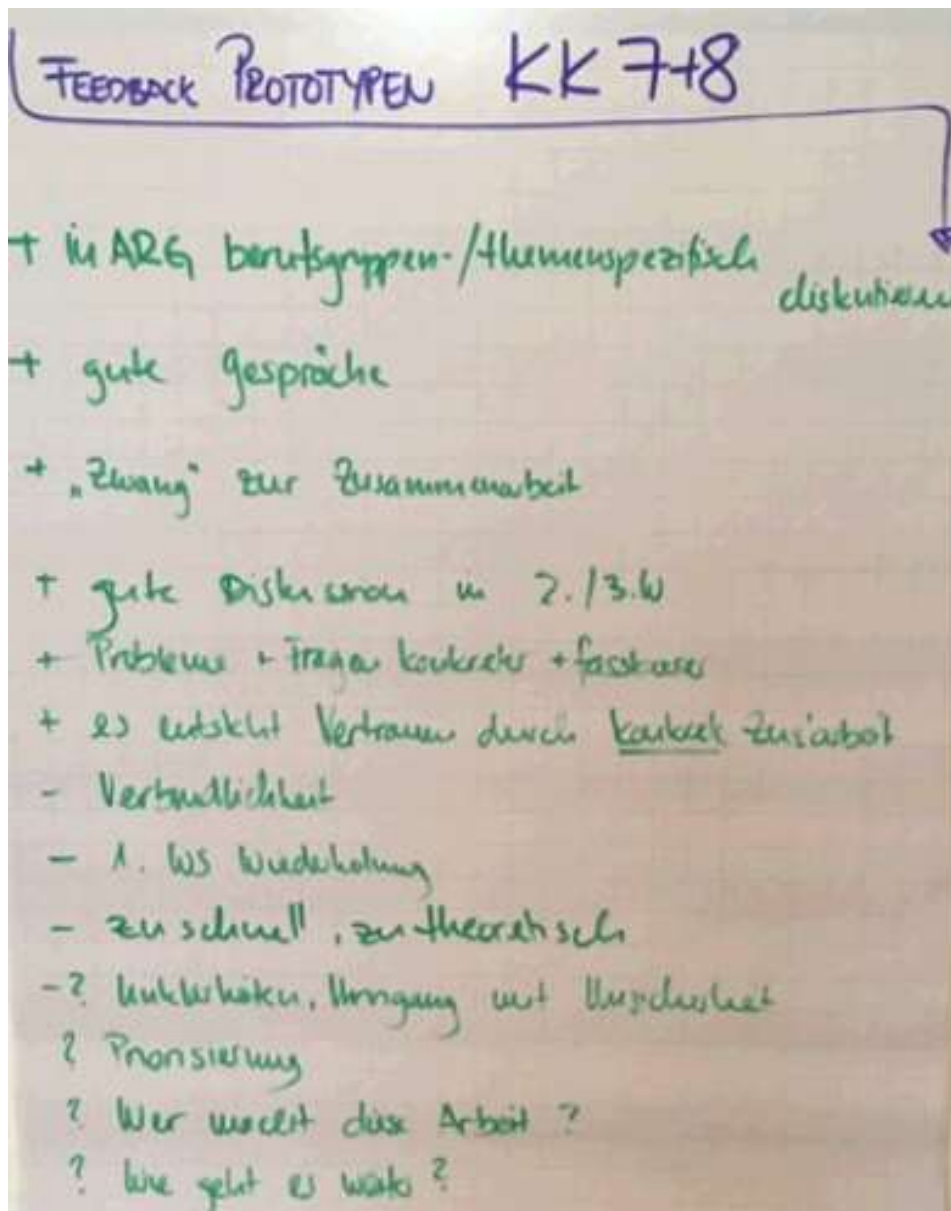 FEEDBACK PROTOTYPEN KK 7+8
+ in ARG berufsgruppen-/themenspezifisch
diskutieren
+ gute Gespräche
+ „Zwang" zur Zusammenarbeit
+ gute Diskussion in 2./3.W
+ Probleme + Fragen konkreter + fassbarer
+ es entsteht Vertrauen durch konkrete Zus'arbeit
- Verbindlichkeit
- 1. WS Wiederholung
- zu schnell, zu theoretisch
-? Unklarheiten, Umgang mit Unsicherheit
? Priorisierung
? Wer macht diese Arbeit ?
? Wie geht es weiter ?